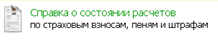 Справка о состоянии расчетов
по страховым взносам, пеням и штрафам